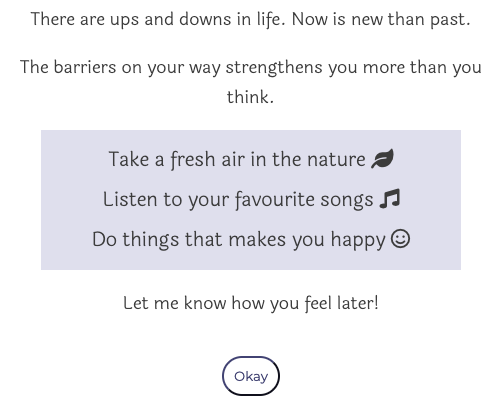 There are ups and downs in life. Now is new than past.
The barriers on your way strengthens you more than you
think.
Take a fresh air in the nature
Listen to your favourite songs
Do things that makes you happy
Let me know how you feel later!
Okay